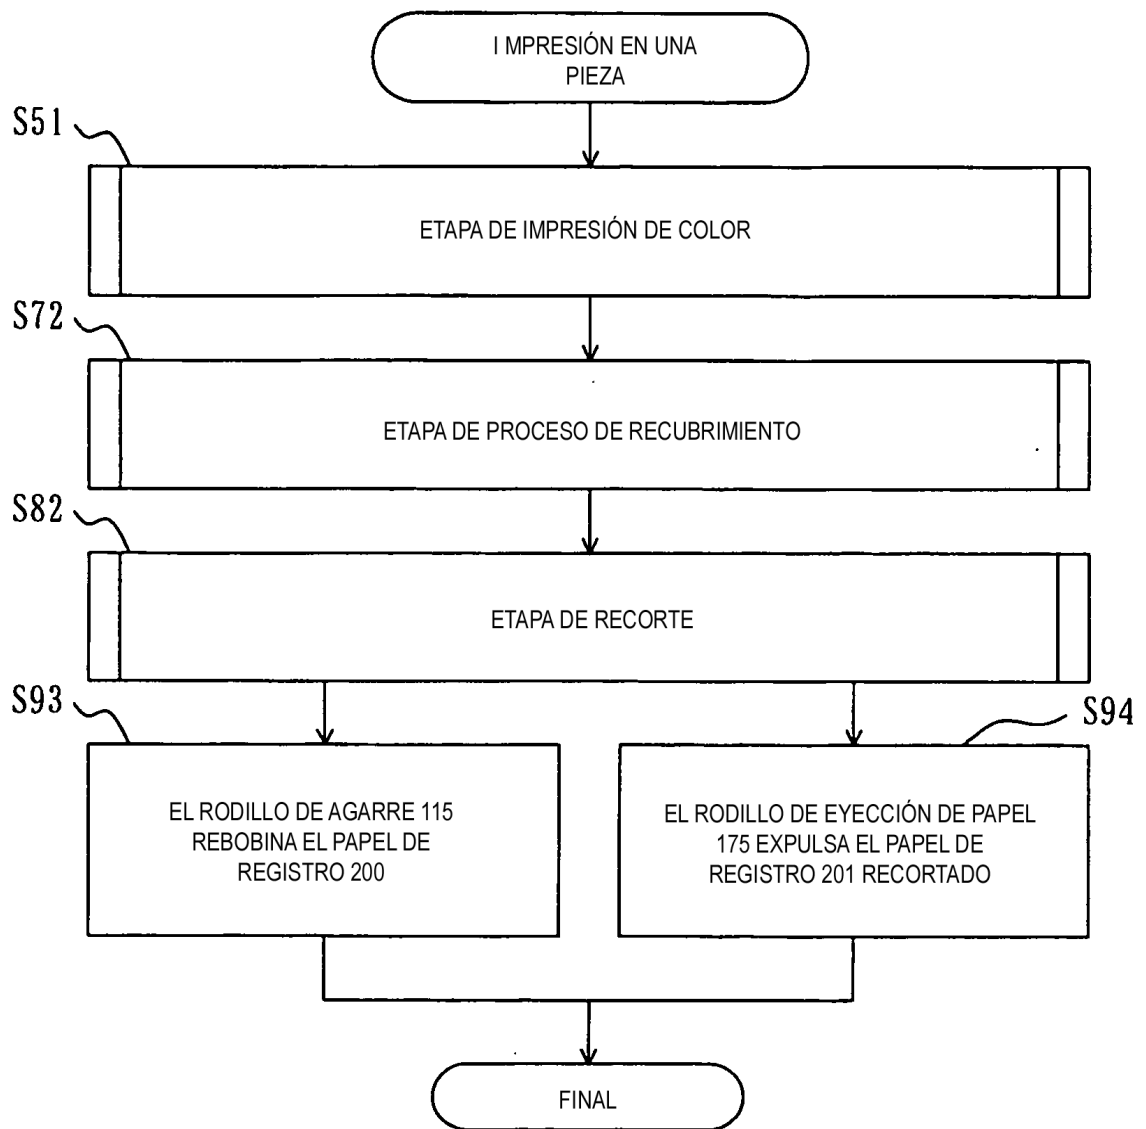 I MPRESIÓN EN UNA
PIEZA
S51
ETAPA DE IMPRESIÓN DE COLOR
S72
ETAPA DE PROCESO DE RECUBRIMIENTO
S82
ETAPA DE RECORTE
S93
EL RODILLO DE AGARRE 115
REBOBINA EL PAPEL DE
REGISTRO 200
S94
EL RODILLO DE EYECCIÓN DE PAPEL
175 EXPULSA EL PAPEL DE
REGISTRO 201 RECORTADO
FINAL